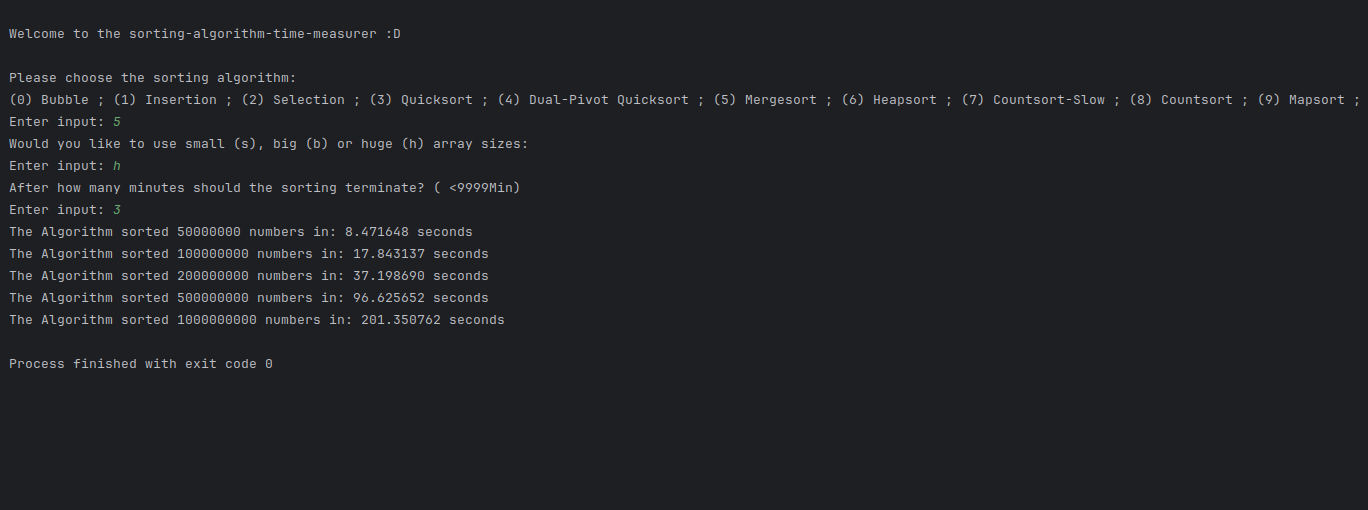 Welcome to the sorting-algorithm-time-measurer :D
Please choose the sorting algorithm:
(0) Bubble ; (1) Insertion ; (2) Selection ; (3) Quicksort ; (4) Dual-Pivot Quicksort ; (5) Mergesort ; (6) Heapsort ; (7) Countsort-Slow ; (8) Countsort ; (9) Mapsort ;
Enter input: 5
Would you like to use small (s), big (b) or huge (h) array sizes:
Enter input: h
After how many minutes should the sorting terminate? ( <9999Min)
Enter input: 3
The Algorithm sorted 50000000 numbers in: 8.471648 seconds
The Algorithm sorted 100000000 numbers in: 17.843137 seconds
The Algorithm sorted 200000000 numbers in: 37.198690 seconds
The Algorithm sorted 500000000 numbers in: 96.625652 seconds
The Algorithm sorted 1000000000 numbers in: 201.350762 seconds
Process finished with exit code 0